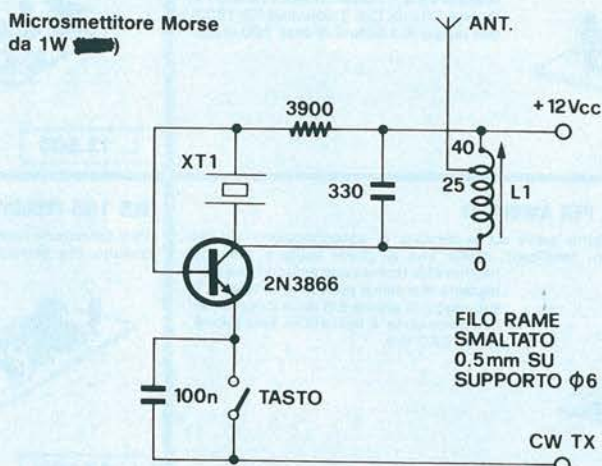 Microsmettitore Morse
da 1W
ANT.
3900
+12Vcc
XT1
40
330
25
L1
0
2N3866
FILO RAME
SMALTATO
0.5mm SU
SUPPORTO ϕ6
100n
TASTO
CW TX